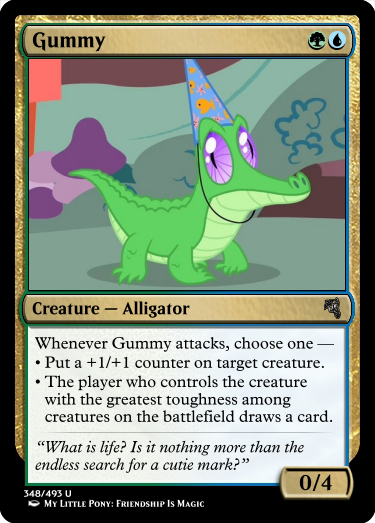 Gummy
Creature — Alligator
Whenever Gummy attacks, choose one —
• Put a +1/+1 counter on target creature.
• The player who controls the creature
with the greatest toughness among
creatures on the battlefield draws a card.
“What is life? Is it nothing more than the
endless search for a cutie mark?”
0/4
348/493 U
My Little Pony: Friendship Is Magic